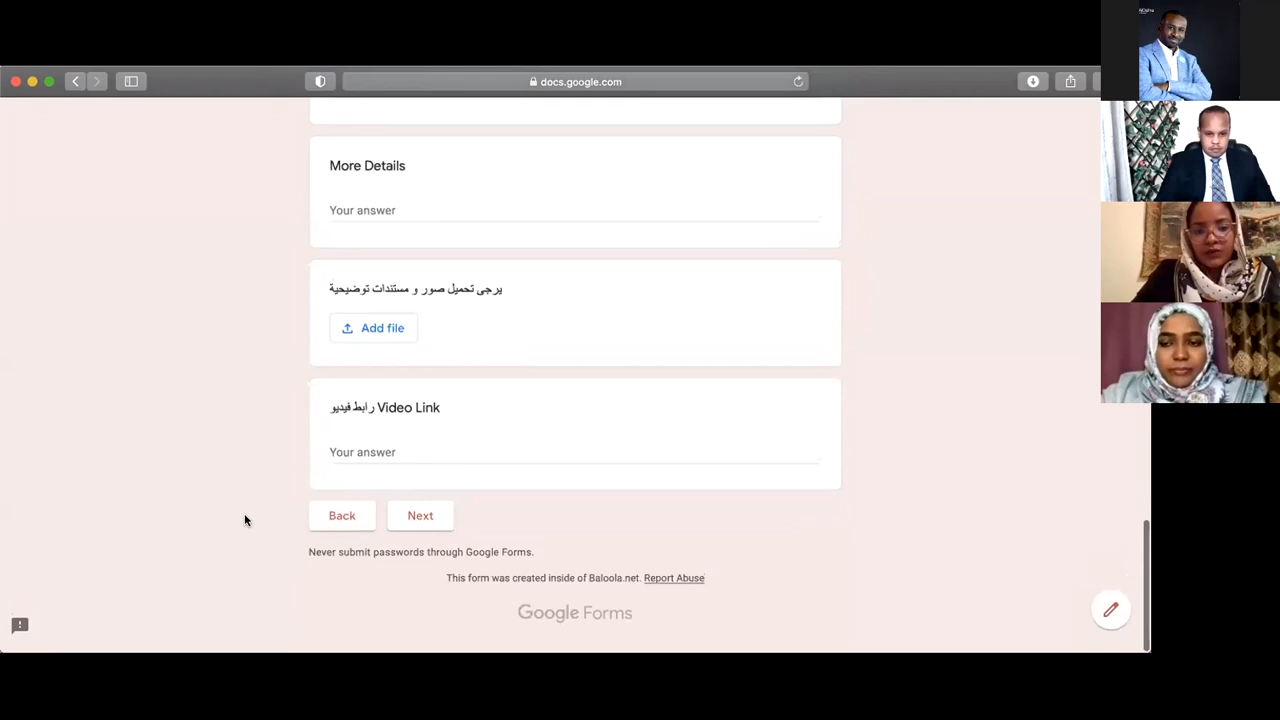 docs.google.com
More Details
Your answer
يرجى تحميل صور و مستندات توضيحية
Add file
رابط فيديو Video Link
Your answer
Back
Next
Never submit passwords through Google Forms.
This form was created inside of Baloola.net. Report Abuse
Google Forms